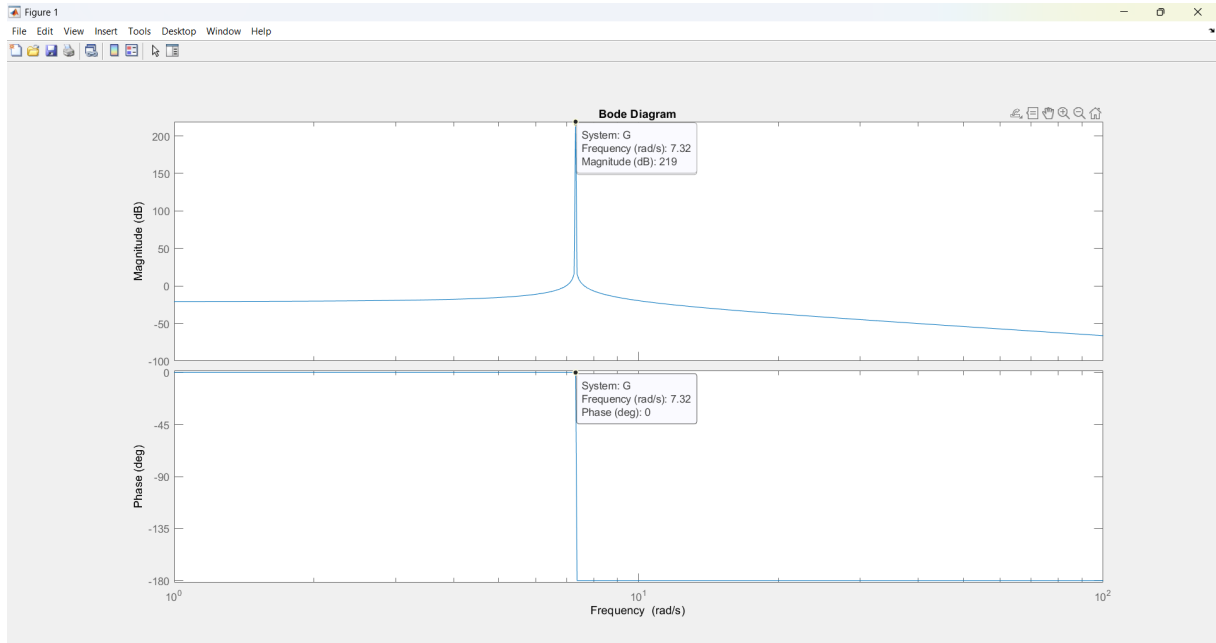 Figure 1
File Edit View Insert Tools Desktop Window Help
Bode Diagram
System: G
Frequency (rad/s): 7.32
Magnitude (dB): 219
Magnitude (dB)
200
150
100
50
0
-50
-100
System: G
Frequency (rad/s): 7.32
Phase (deg): 0
Phase (deg)
0
-45
-90
-135
-180
10^0 10^1 10^2
Frequency (rad/s)